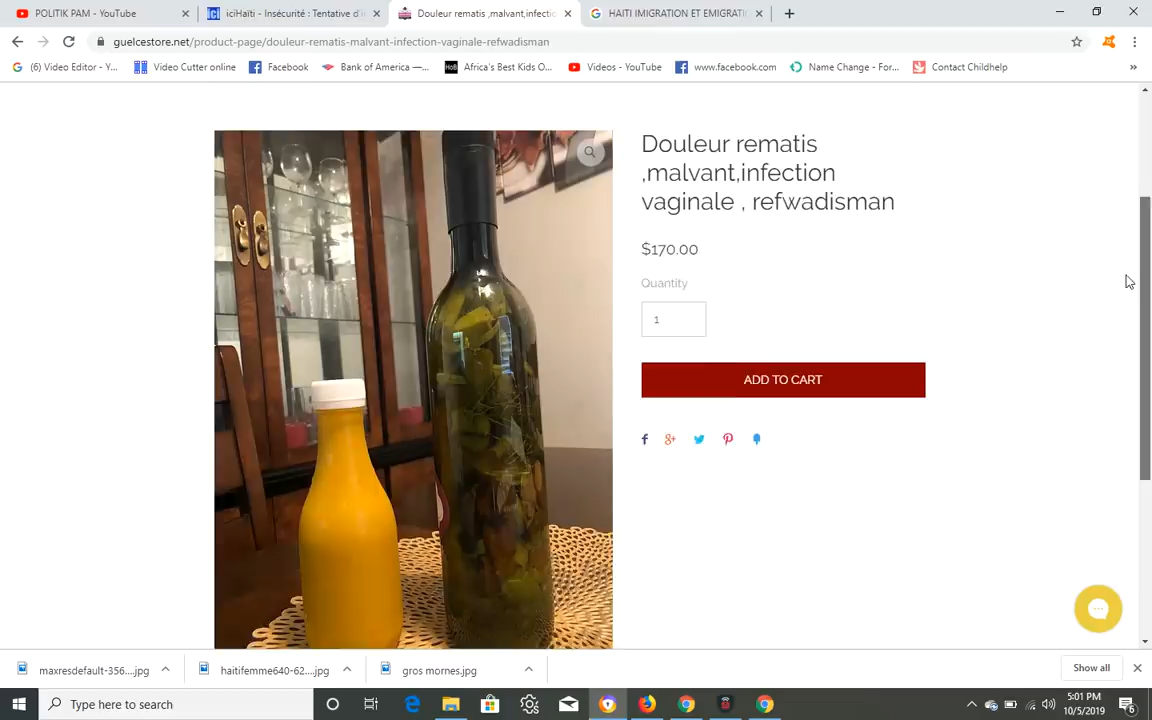 POLITIK PAM - YouTube
iciHaïti - Insécurité : Tentative d'i
Douleur rematis ,malvant,infectio
HAITI IMIGRATION ET EMIGRATI
guelcestore.net/product-page/douleur-rematis-malvant-infection-vaginale-refwadisman
(6) Video Editor - Y...
Video Cutter online
Facebook
Bank of America —...
Africa's Best Kids O...
Videos - YouTube
www.facebook.com
Name Change - For...
Contact Childhelp
Douleur rematis
,malvant,infection
vaginale , refwadisman
$170.00
Quantity
1
ADD TO CART
maxresdefault-356....jpg
haitifemme640-62....jpg
gros mornes.jpg
Show all
Type here to search
5:01 PM
10/5/2019
6